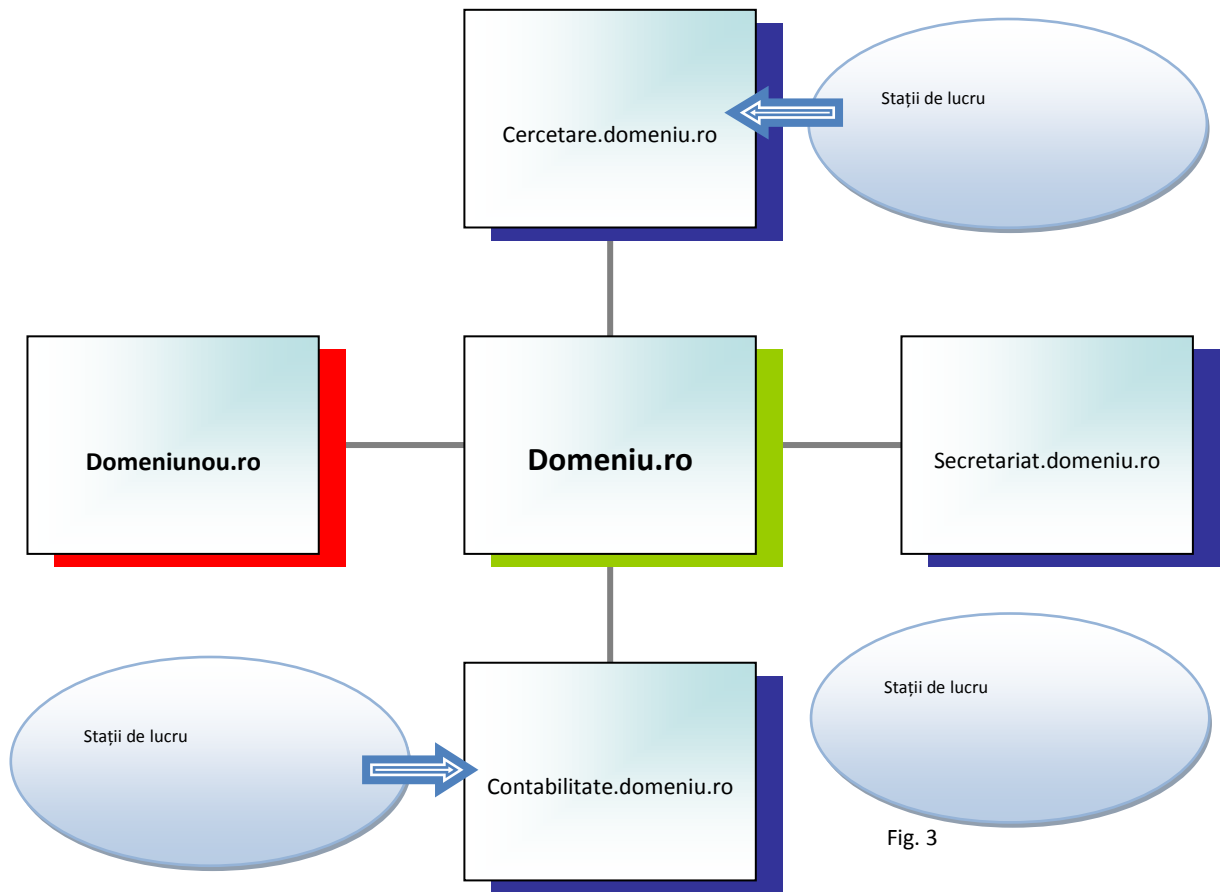 Stații de lucru
Cercetare.domeniu.ro
Domeniunou.ro
Domeniu.ro
Secretariat.domeniu.ro
Stații de lucru
Stații de lucru
Contabilitate.domeniu.ro
Fig. 3